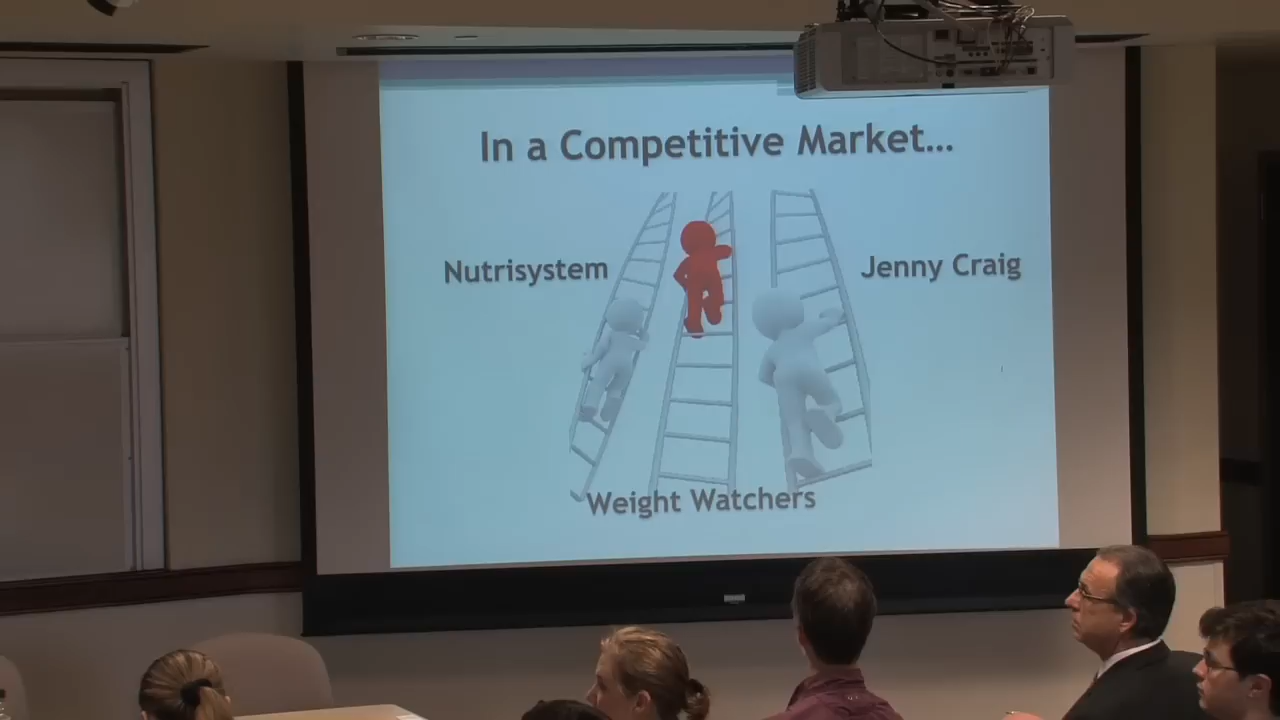 In a Competitive Market...
Nutrisystem
Jenny Craig
Weight Watchers